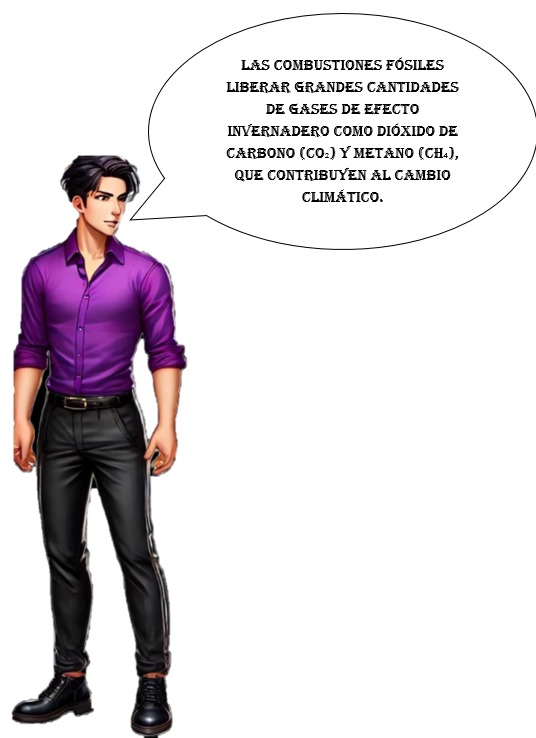 LAS COMBUSTIONES FÓSILES
LIBERAR GRANDES CANTIDADES
DE GASES DE EFECTO
INVERNADERO COMO DIÓXIDO DE
CARBONO (CO₂) Y METANO (CH₄),
QUE CONTRIBUYEN AL CAMBIO
CLIMÁTICO.